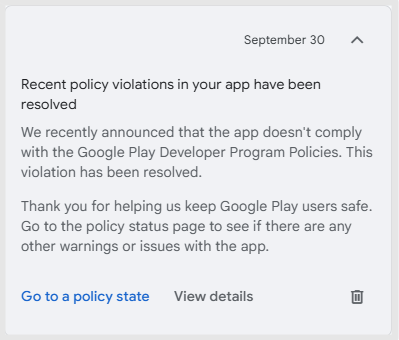 September 30
Recent policy violations in your app have been
resolved
We recently announced that the app doesn't comply
with the Google Play Developer Program Policies. This
violation has been resolved.
Thank you for helping us keep Google Play users safe.
Go to the policy status page to see if there are any
other warnings or issues with the app.
Go to a policy state View details